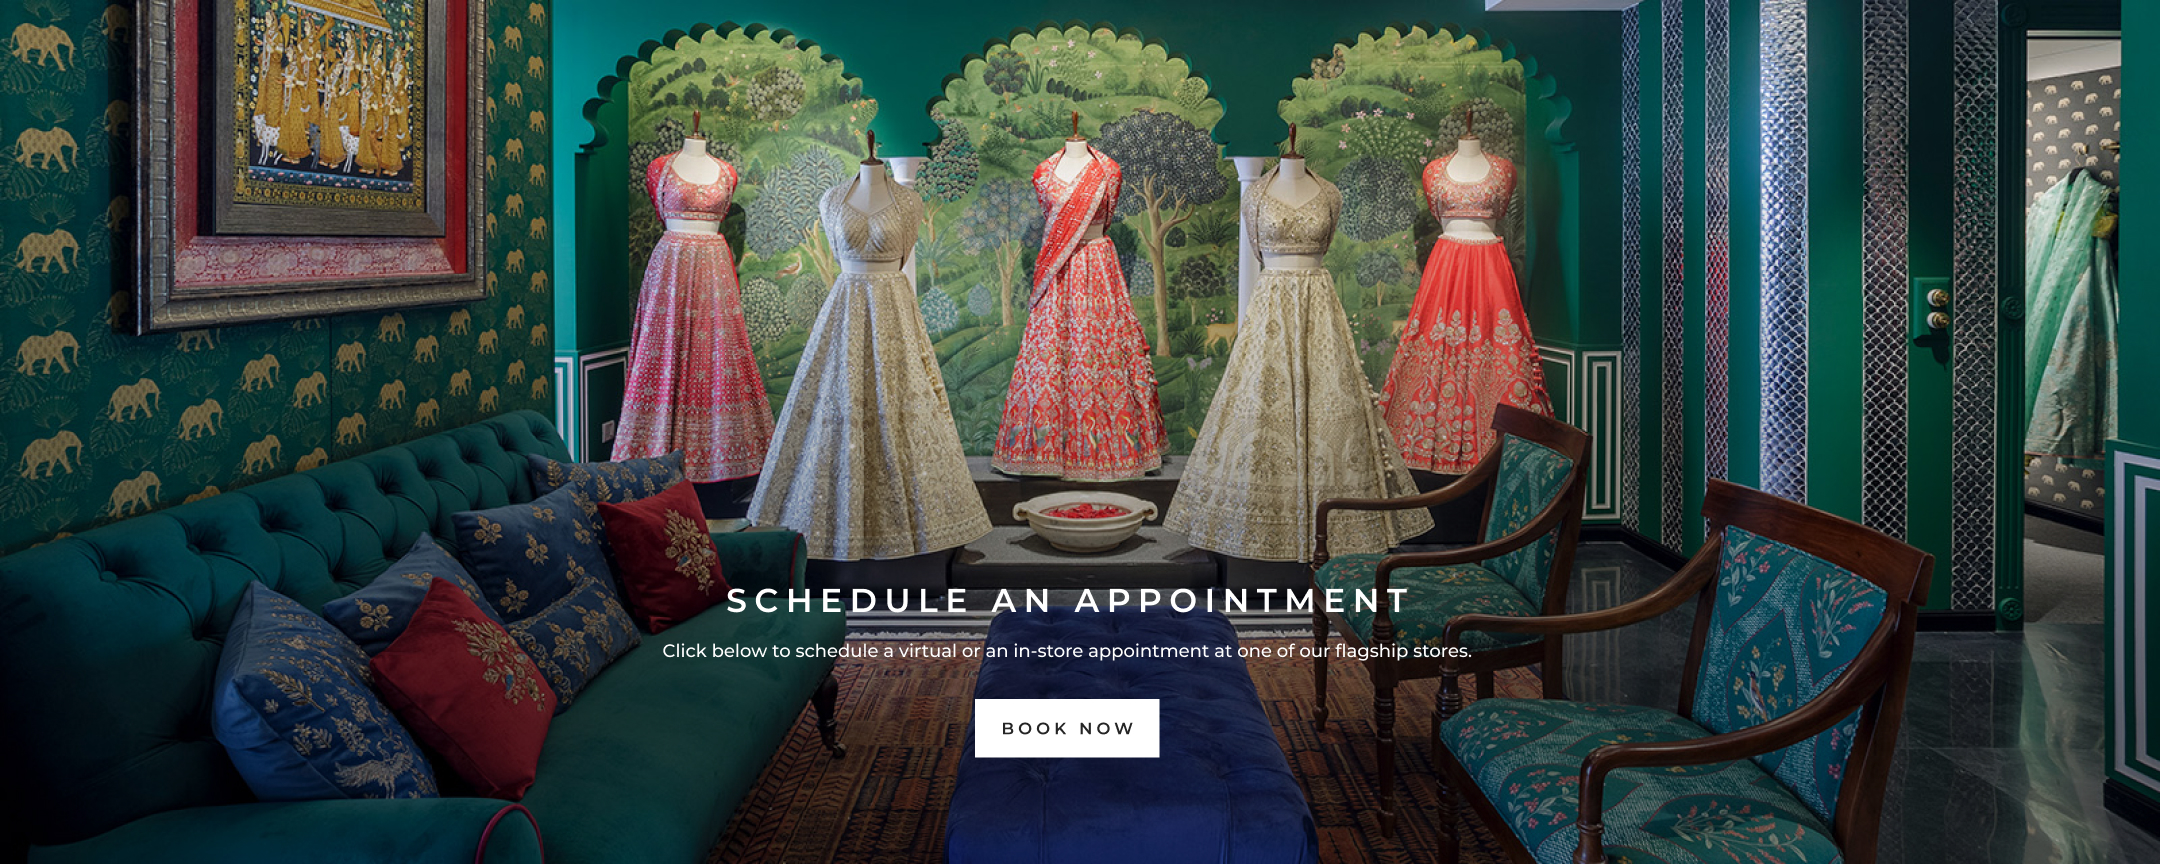 SCHEDULE AN APPOINTMENT
Click below to schedule a virtual or an in-store appointment at one of our flagship stores.
BOOK NOW